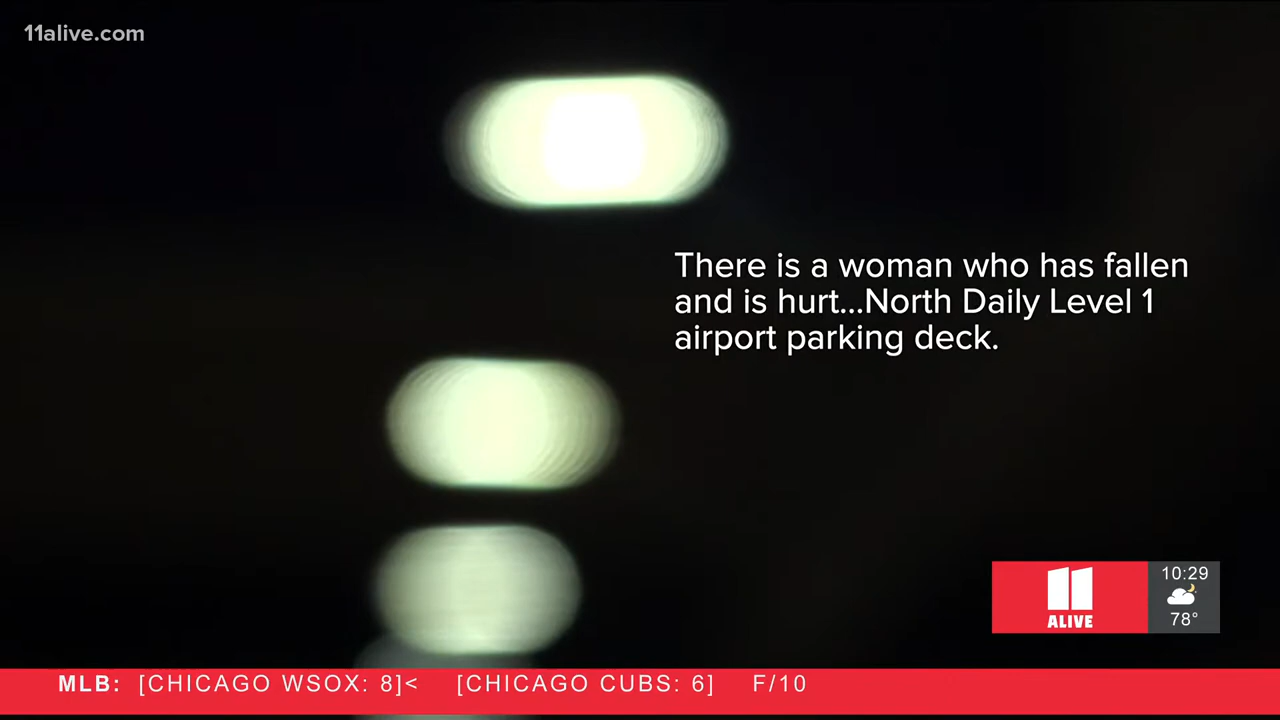 11alive.com
There is a woman who has fallen
and is hurt...North Daily Level 1
airport parking deck.
11
ALIVE
10:29
78°
MLB: [CHICAGO WSOX: 8]< [CHICAGO CUBS: 6] F/10